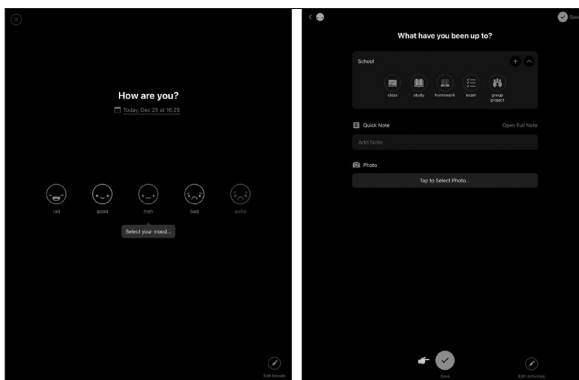 How are you?
Today, Dec 23 at 16:25
rad
good
meh
bad
awful
Select your mood...
Edit Moods
Save
What have you been up to?
School
class
study
homework
exam
group
project
Quick Note
Open Full Note
Add Note
Photo
Tap to Select Photo...
Save
Edit Activities